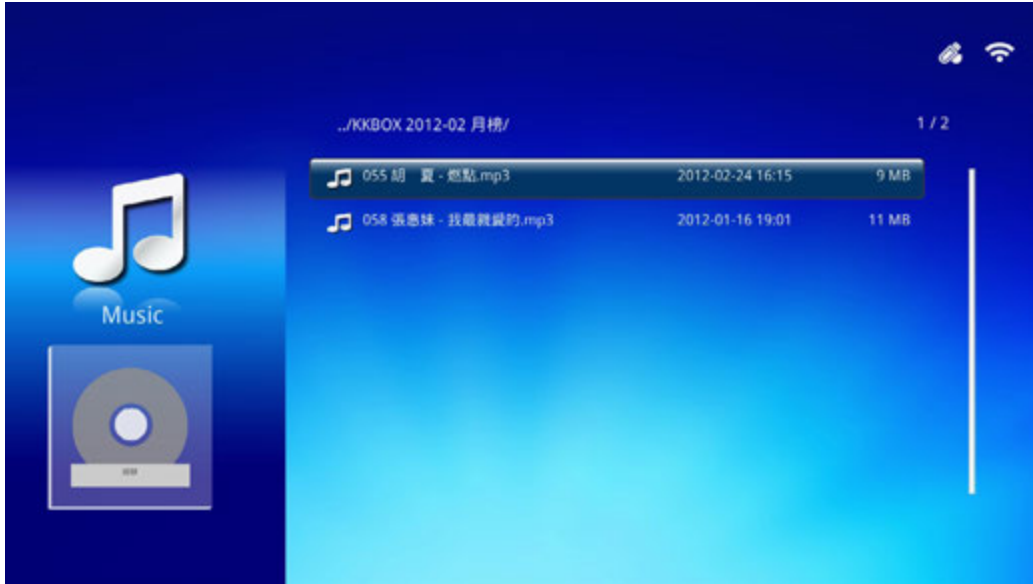 ../KKBOX 2012-02 月榜/ 1 / 2
055 胡 夏 - 燃點.mp3 2012-02-24 16:15 9 MB
058 張惠妹 - 我最親愛的.mp3 2012-01-16 19:01 11 MB
Music